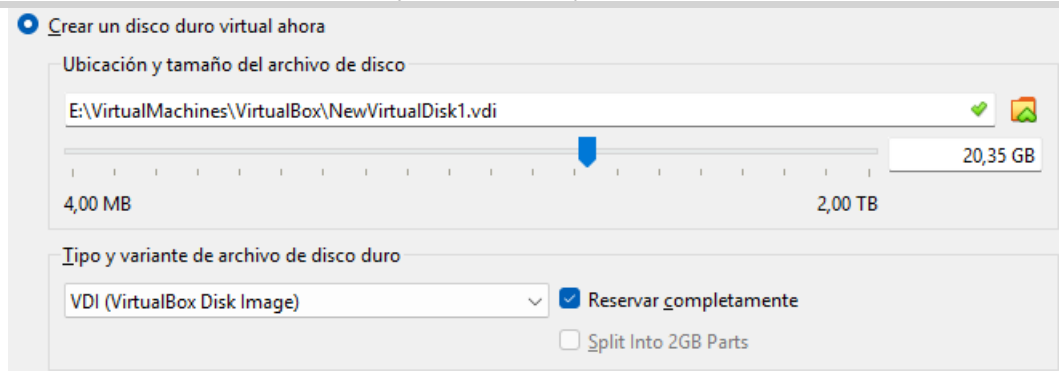 Crear un disco duro virtual ahora
Ubicación y tamaño del archivo de disco
E:\VirtualMachines\VirtualBox\NewVirtualDisk1.vdi
20,35 GB
4,00 MB 2,00 TB
Tipo y variante de archivo de disco duro
VDI (VirtualBox Disk Image) Reservar completamente
Split Into 2GB Parts